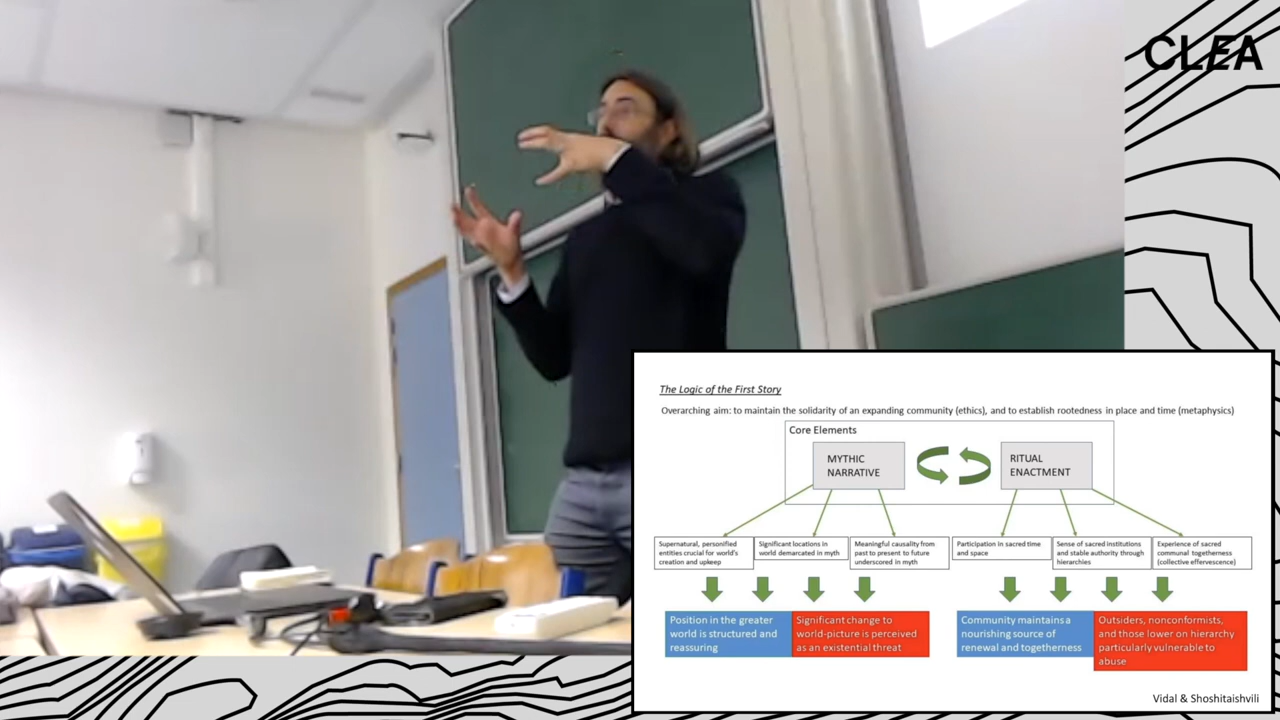 CLEA
The Logic of the First Story
Overarching aim: to maintain the solidarity of an expanding community (ethics), and to establish rootedness in place and time (metaphysics)
Core Elements
MYTHIC
NARRATIVE
RITUAL
ENACTMENT
Supernatural, personified
entities crucial for world's
creation and upkeep
Significant locations in
world demarcated in myth
Meaningful causality from
past to present to future
underscored in myth
Participation in sacred time
and space
Sense of sacred institutions
and stable authority through
hierarchies
Experience of sacred
communal togetherness
(collective effervescence)
Position in the greater
world is structured and
reassuring
Significant change to
world-picture is perceived
as an existential threat
Community maintains a
nourishing source of
renewal and togetherness
Outsiders, nonconformists,
and those lower on hierarchy
particularly vulnerable to
abuse
Vidal & Shoshitaishvili